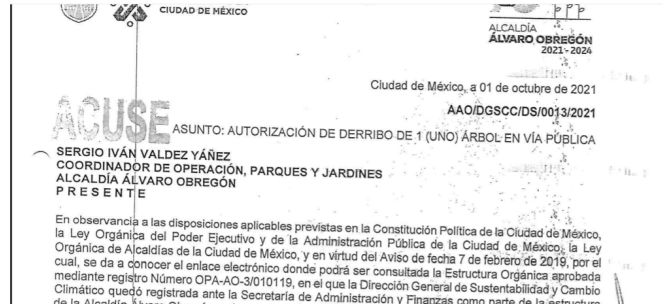 CIUDAD DE MÉXICO
ALCALDÍA
ÁLVARO OBREGÓN
2021 - 2024
Ciudad de México, a 01 de octubre de 2021
AAO/DGSCC/DS/0013/2021
ACUSE
ASUNTO: AUTORIZACIÓN DE DERRIBO DE 1 (UNO) ÁRBOL EN VÍA PÚBLICA
SERGIO IVÁN VALDEZ YÁÑEZ
COORDINADOR DE OPERACIÓN, PARQUES Y JARDINES
ALCALDÍA ÁLVARO OBREGÓN
P R E S E N T E
En observancia a las disposiciones aplicables previstas en la Constitución Política de la Ciudad de México,
la Ley Orgánica del Poder Ejecutivo y de la Administración Pública de la Ciudad de México, la Ley
Orgánica de Alcaldías de la Ciudad de México, y en virtud del Aviso de fecha 7 de febrero de 2019, por el
cual, se da a conocer el enlace electrónico donde podrá ser consultada la Estructura Orgánica aprobada
mediante registro Número OPA-AO-3/010119, en el que la Dirección General de Sustentabilidad y Cambio
Climático quedó registrada ante la Secretaría de Administración y Finanzas como parte de la estructura
de la Alcaldía